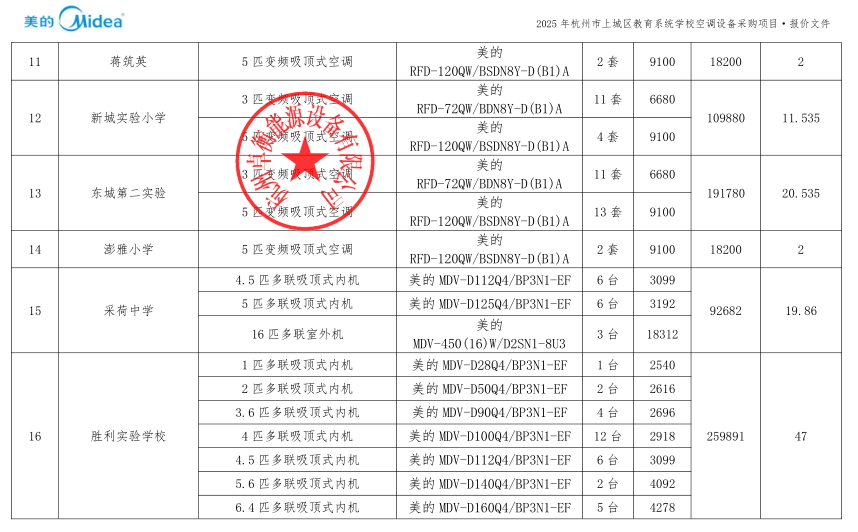 美的 Midea
2025 年杭州市上城区教育系统学校空调设备采购项目·报价文件
11 蒋筑英 5 匹变频吸顶式空调 美的 RFD-120QW/BSDN8Y-D(B1)A 2 套 9100 18200 2
12 新城实验小学 3 匹变频吸顶式空调 美的 RFD-72QW/BDN8Y-D(B1)A 11 套 6680 109880 11.535
5 匹变频吸顶式空调 美的 RFD-120QW/BSDN8Y-D(B1)A 4 套 9100
13 东城第二实验 3 匹变频吸顶式空调 美的 RFD-72QW/BDN8Y-D(B1)A 11 套 6680 191780 20.535
5 匹变频吸顶式空调 美的 RFD-120QW/BSDN8Y-D(B1)A 13 套 9100
杭州卓衡能源设备有限公司
14 澎雅小学 5 匹变频吸顶式空调 美的 RFD-120QW/BSDN8Y-D(B1)A 2 套 9100 18200 2
15 采荷中学 4.5 匹多联吸顶式内机 美的 MDV-D112Q4/BP3N1-EF 6 台 3099 92682 19.86
5 匹多联吸顶式内机 美的 MDV-D125Q4/BP3N1-EF 6 台 3192
16 匹多联室外机 美的 MDV-450(16)W/D2SN1-8U3 3 台 18312
16 胜利实验学校 1 匹多联吸顶式内机 美的 MDV-D28Q4/BP3N1-EF 1 台 2540 259891 47
2 匹多联吸顶式内机 美的 MDV-D50Q4/BP3N1-EF 2 台 2616
3.6 匹多联吸顶式内机 美的 MDV-D90Q4/BP3N1-EF 4 台 2696
4 匹多联吸顶式内机 美的 MDV-D100Q4/BP3N1-EF 12 台 2918
4.5 匹多联吸顶式内机 美的 MDV-D112Q4/BP3N1-EF 6 台 3099
5.6 匹多联吸顶式内机 美的 MDV-D140Q4/BP3N1-EF 2 台 4092
6.4 匹多联吸顶式内机 美的 MDV-D160Q4/BP3N1-EF 5 台 4278